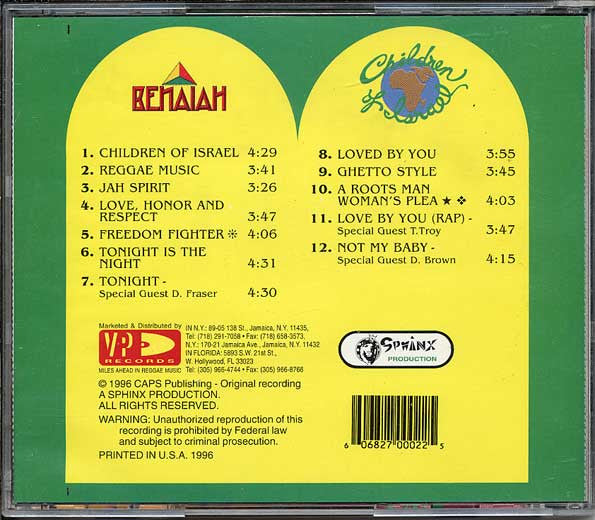 BENAIAH
1. CHILDREN OF ISRAEL 4:29
2. REGGAE MUSIC 3:41
3. JAH SPIRIT 3:26
4. LOVE, HONOR AND
RESPECT 3:47
5. FREEDOM FIGHTER ※ 4:06
6. TONIGHT IS THE
NIGHT 4:31
7. TONIGHT -
Special Guest D. Fraser 4:30
Children
of Israel
8. LOVED BY YOU 3:55
9. GHETTO STYLE 3:45
10. A ROOTS MAN
WOMAN'S PLEA ★ ❖ 4:03
11. LOVE BY YOU (RAP) -
Special Guest T.Troy 3:47
12. NOT MY BABY -
Special Guest D. Brown 4:15
Marketed & Distributed by
VP
RECORDS
MILES AHEAD IN REGGAE MUSIC
IN N.Y.: 89-05 138 St., Jamaica, N.Y. 11435,
Tel: (718) 291-7058 • Fax: (718) 658-3573,
N.Y.: 170-21 Jamaica Ave., Jamaica, N.Y. 11432
IN FLORIDA: 5893 S.W. 21st St.,
W. Hollywood, FL 33023
Tel: (305) 966-4744 • Fax: (305) 966-8766
SPHINX
PRODUCTION
© 1996 CAPS Publishing - Original recording
A SPHINX PRODUCTION.
ALL RIGHTS RESERVED.
WARNING: Unauthorized reproduction of this
recording is prohibited by Federal law
and subject to criminal prosecution.
PRINTED IN U.S.A. 1996
6 06827 00022 5